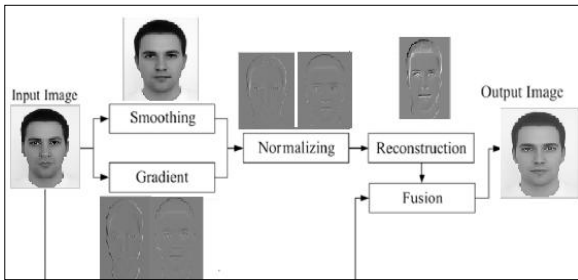 Input Image
Smoothing
Gradient
Normalizing
Reconstruction
Fusion
Output Image